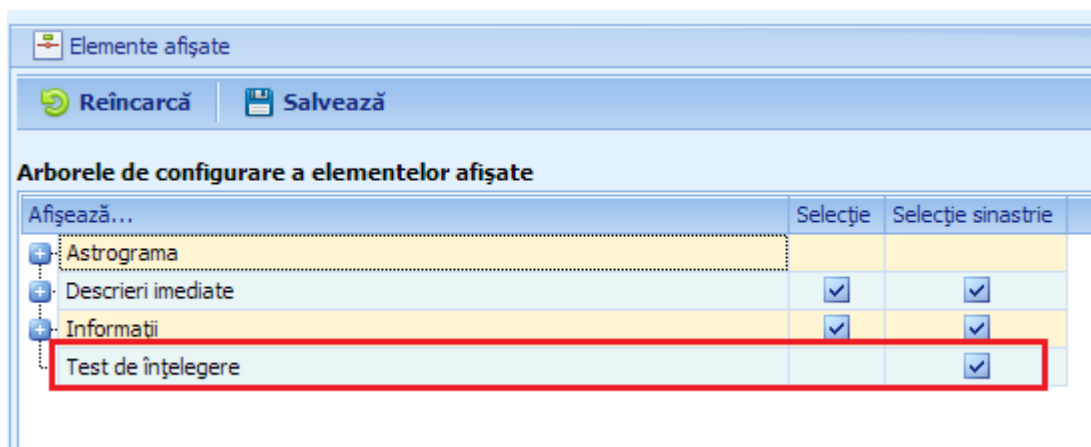 Elemente afişate
Reîncarcă Salvează
Arborele de configurare a elementelor afişate
Afişează... Selecţie Selecţie sinastrie
Astrograma
Descrieri imediate
Informaţii
Test de înţelegere